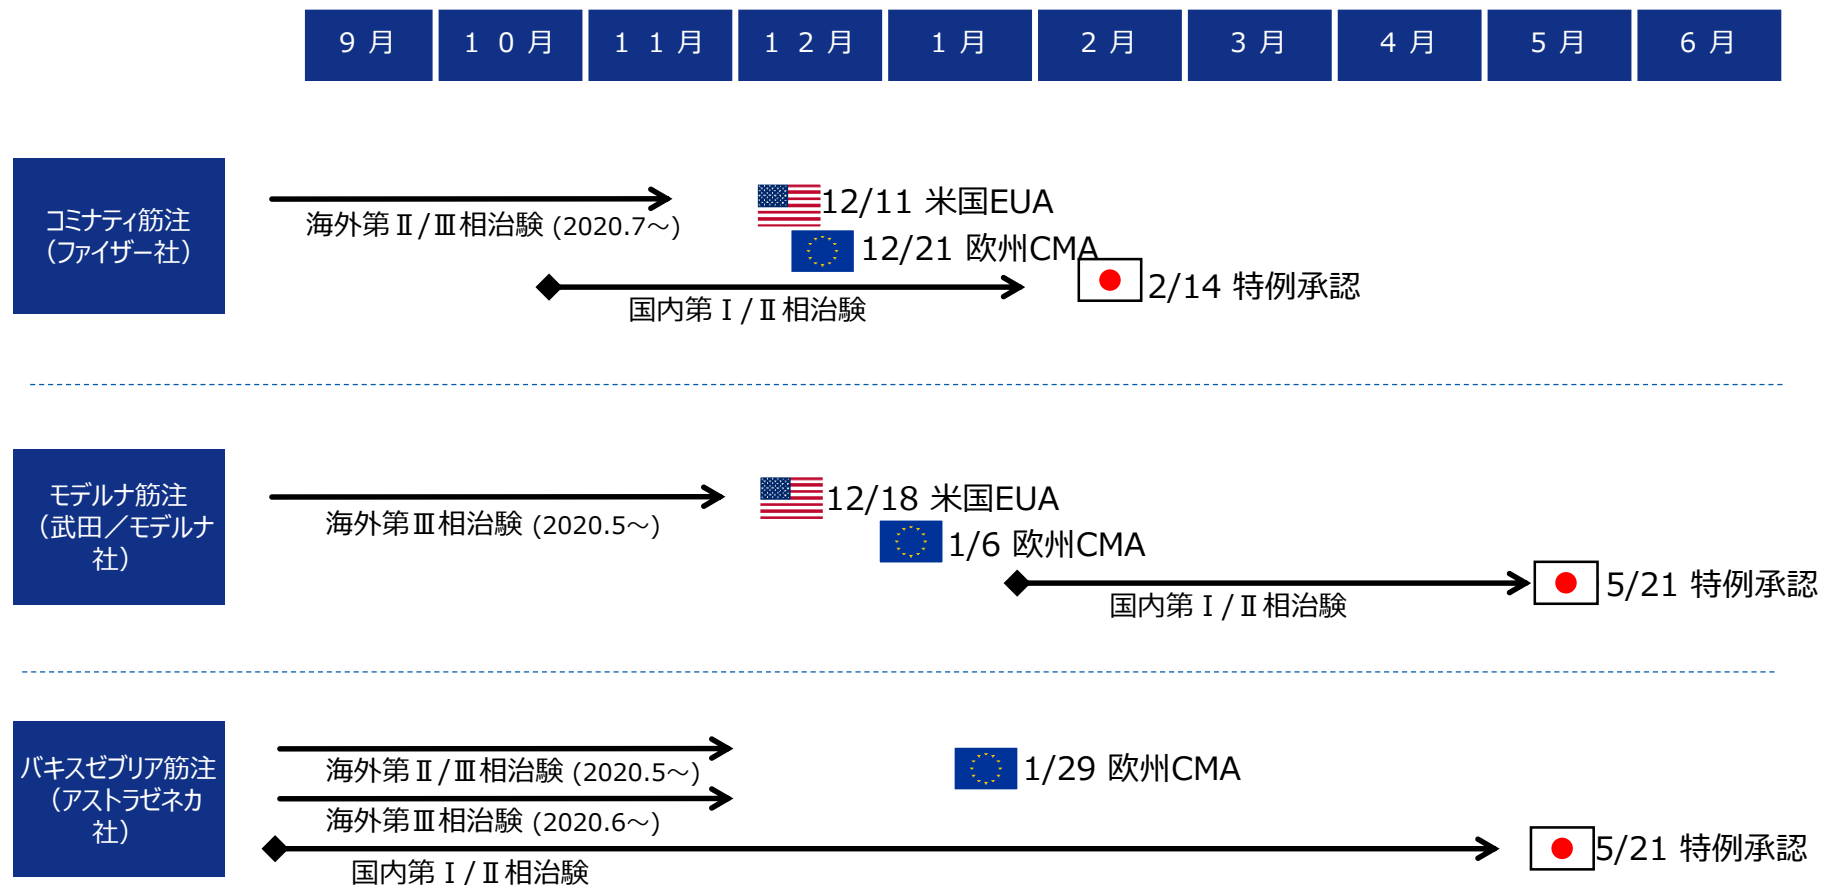 9月 10月 11月 12月 1月 2月 3月 4月 5月 6月
コミナティ筋注
（ファイザー社）
海外第Ⅱ/Ⅲ相治験 (2020.7～)
12/11 米国EUA
12/21 欧州CMA
国内第Ⅰ/Ⅱ相治験
2/14 特例承認
モデルナ筋注
（武田／モデルナ
社）
海外第Ⅲ相治験 (2020.5～)
12/18 米国EUA
1/6 欧州CMA
国内第Ⅰ/Ⅱ相治験
5/21 特例承認
バキスゼブリア筋注
（アストラゼネカ
社）
海外第Ⅱ/Ⅲ相治験 (2020.5～)
1/29 欧州CMA
海外第Ⅲ相治験 (2020.6～)
国内第Ⅰ/Ⅱ相治験
5/21 特例承認